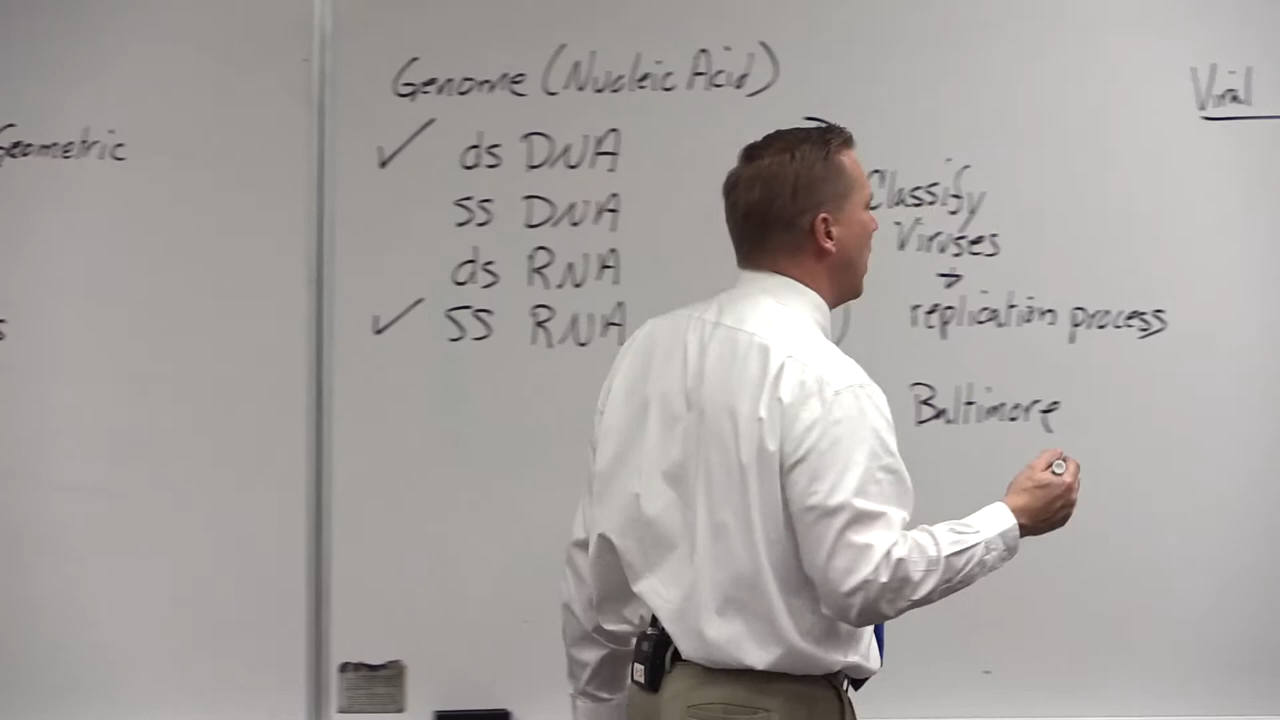 Geometric
Genome (Nucleic Acid)
✓ ds DNA
ss DNA
ds RNA
✓ ss RNA
Classify
Viruses
→
replication process
Baltimore
Viral